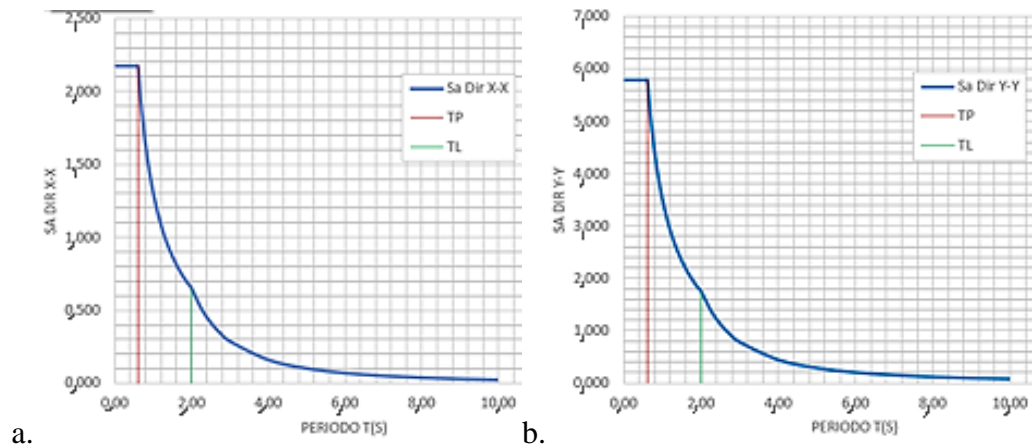 2,500
2,000
1,500
1,000
0,500
0,000
SA DIR X-X
0,00
2,00
4,00
6,00
8,00
10,00
PERIODO T[S]
Sa Dir X-X
TP
TL
a.
7,000
6,000
5,000
4,000
3,000
2,000
1,000
0,000
SA DIR Y-Y
0,00
2,00
4,00
6,00
8,00
10,00
PERIODO T[S]
Sa Dir Y-Y
TP
TL
b.